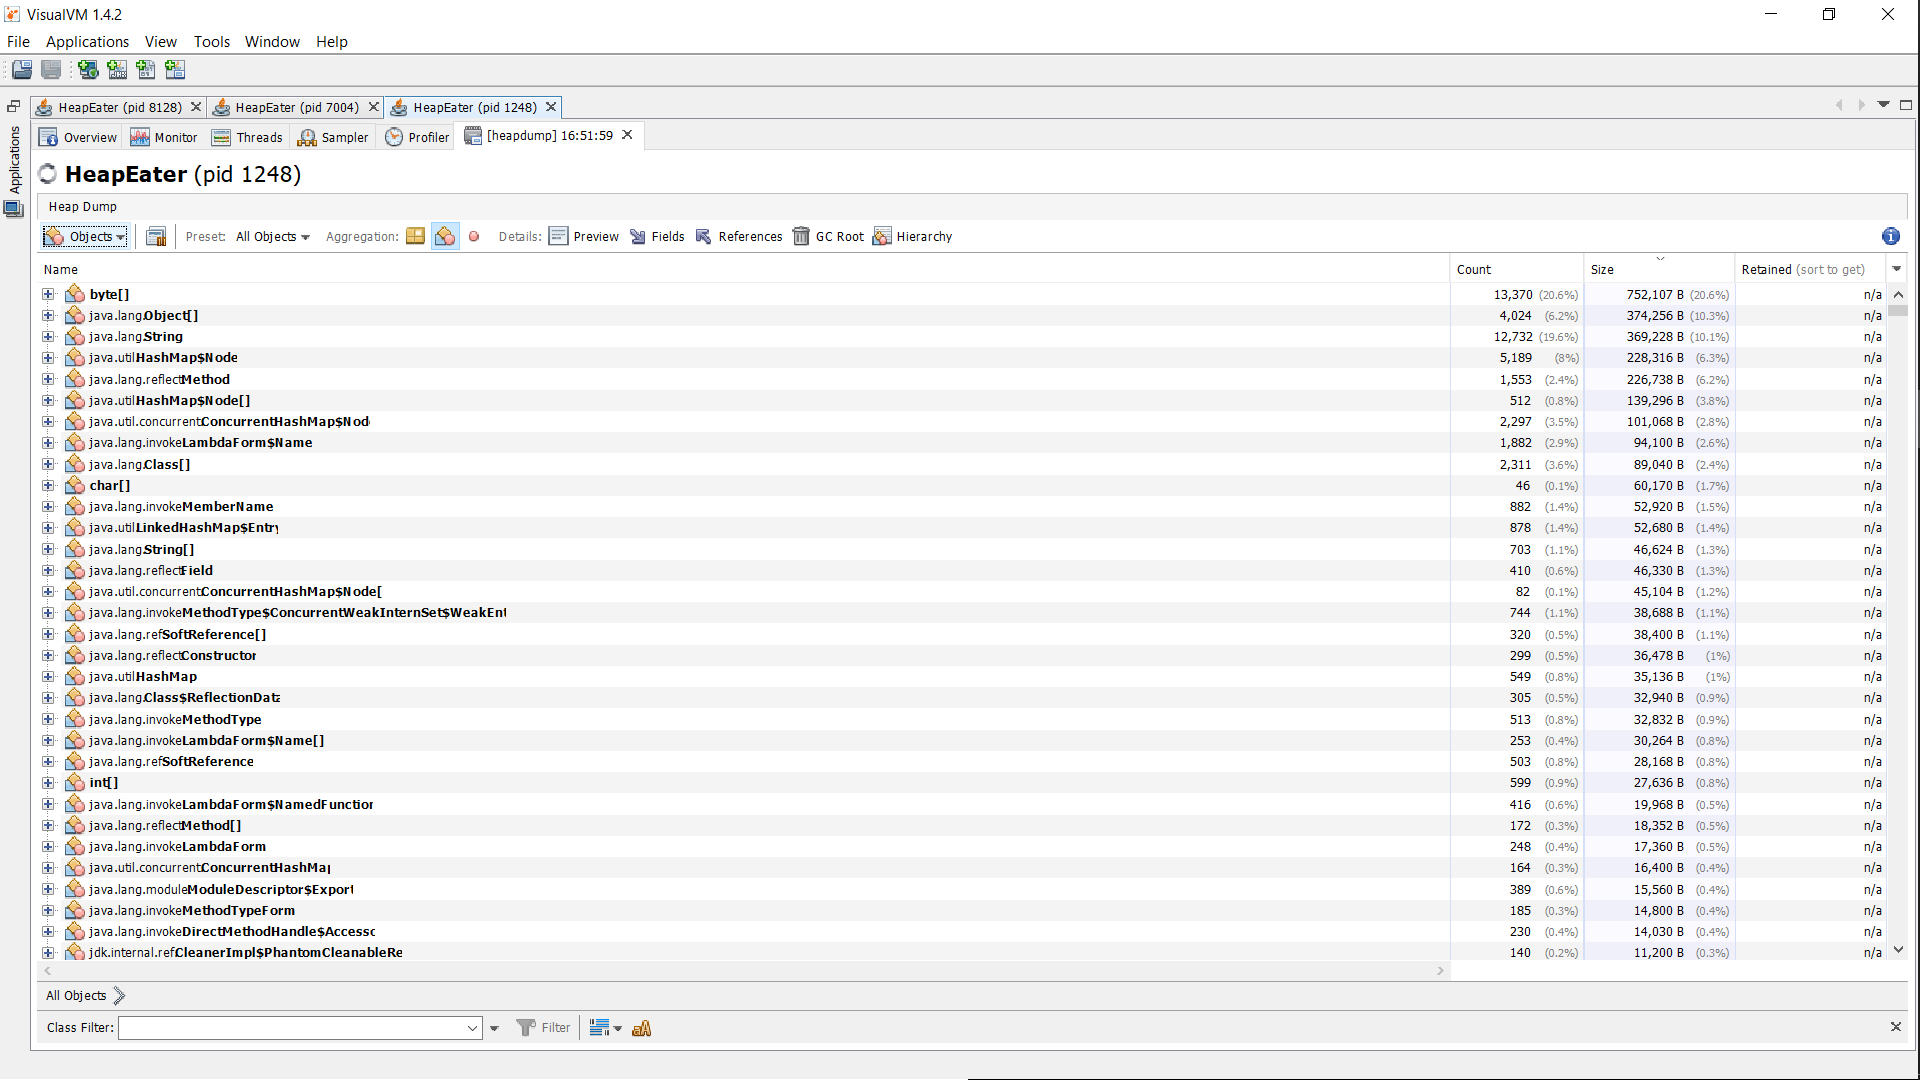 VisualVM 1.4.2
File Applications View Tools Window Help
HeapEater (pid 8128) HeapEater (pid 7004) HeapEater (pid 1248)
Applications
Overview Monitor Threads Sampler Profiler [heapdump] 16:51:59
HeapEater (pid 1248)
Heap Dump
Objects Preset: All Objects Aggregation: Details: Preview Fields References GC Root Hierarchy
Name Count Size Retained (sort to get)
byte[] 13,370 (20.6%) 752,107 B (20.6%) n/a
java.lang.Object[] 4,024 (6.2%) 374,256 B (10.3%) n/a
java.lang.String 12,732 (19.6%) 369,228 B (10.1%) n/a
java.util.HashMap$Node 5,189 (8%) 228,316 B (6.3%) n/a
java.lang.reflect.Method 1,553 (2.4%) 226,738 B (6.2%) n/a
java.util.HashMap$Node[] 512 (0.8%) 139,296 B (3.8%) n/a
java.util.concurrent.ConcurrentHashMap$Nod 2,297 (3.5%) 101,068 B (2.8%) n/a
java.lang.invoke.LambdaForm$Name 1,882 (2.9%) 94,100 B (2.6%) n/a
java.lang.Class[] 2,311 (3.6%) 89,040 B (2.4%) n/a
char[] 46 (0.1%) 60,170 B (1.7%) n/a
java.lang.invoke.MemberName 882 (1.4%) 52,920 B (1.5%) n/a
java.util.LinkedHashMap$Entry 878 (1.4%) 52,680 B (1.4%) n/a
java.lang.String[] 703 (1.1%) 46,624 B (1.3%) n/a
java.lang.reflect.Field 410 (0.6%) 46,330 B (1.3%) n/a
java.util.concurrent.ConcurrentHashMap$Node[ 82 (0.1%) 45,104 B (1.2%) n/a
java.lang.invoke.MethodType$ConcurrentWeakInternSet$WeakEnt 744 (1.1%) 38,688 B (1.1%) n/a
java.lang.ref.SoftReference[] 320 (0.5%) 38,400 B (1.1%) n/a
java.lang.reflect.Constructor 299 (0.5%) 36,478 B (1%) n/a
java.util.HashMap 549 (0.8%) 35,136 B (1%) n/a
java.lang.Class$ReflectionData 305 (0.5%) 32,940 B (0.9%) n/a
java.lang.invoke.MethodType 513 (0.8%) 32,832 B (0.9%) n/a
java.lang.invoke.LambdaForm$Name[] 253 (0.4%) 30,264 B (0.8%) n/a
java.lang.ref.SoftReference 503 (0.8%) 28,168 B (0.8%) n/a
int[] 599 (0.9%) 27,636 B (0.8%) n/a
java.lang.invoke.LambdaForm$NamedFunction 416 (0.6%) 19,968 B (0.5%) n/a
java.lang.reflect.Method[] 172 (0.3%) 18,352 B (0.5%) n/a
java.lang.invoke.LambdaForm 248 (0.4%) 17,360 B (0.5%) n/a
java.util.concurrent.ConcurrentHashMap 164 (0.3%) 16,400 B (0.4%) n/a
java.lang.module.ModuleDescriptor$Export 389 (0.6%) 15,560 B (0.4%) n/a
java.lang.invoke.MethodTypeForm 185 (0.3%) 14,800 B (0.4%) n/a
java.lang.invoke.DirectMethodHandle$Accesso 230 (0.4%) 14,030 B (0.4%) n/a
jdk.internal.ref.CleanerImpl$PhantomCleanableRe 140 (0.2%) 11,200 B (0.3%) n/a
All Objects
Class Filter: Filter